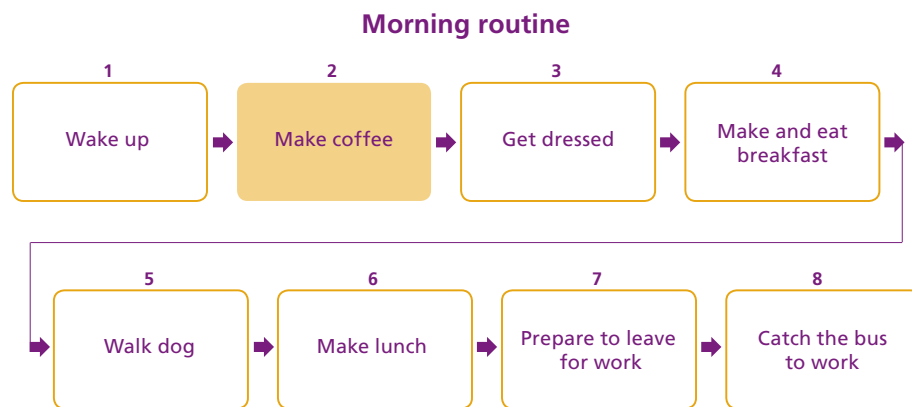 Morning routine
1
2
3
4
Wake up
Make coffee
Get dressed
Make and eat
breakfast
5
6
7
8
Walk dog
Make lunch
Prepare to leave
for work
Catch the bus
to work